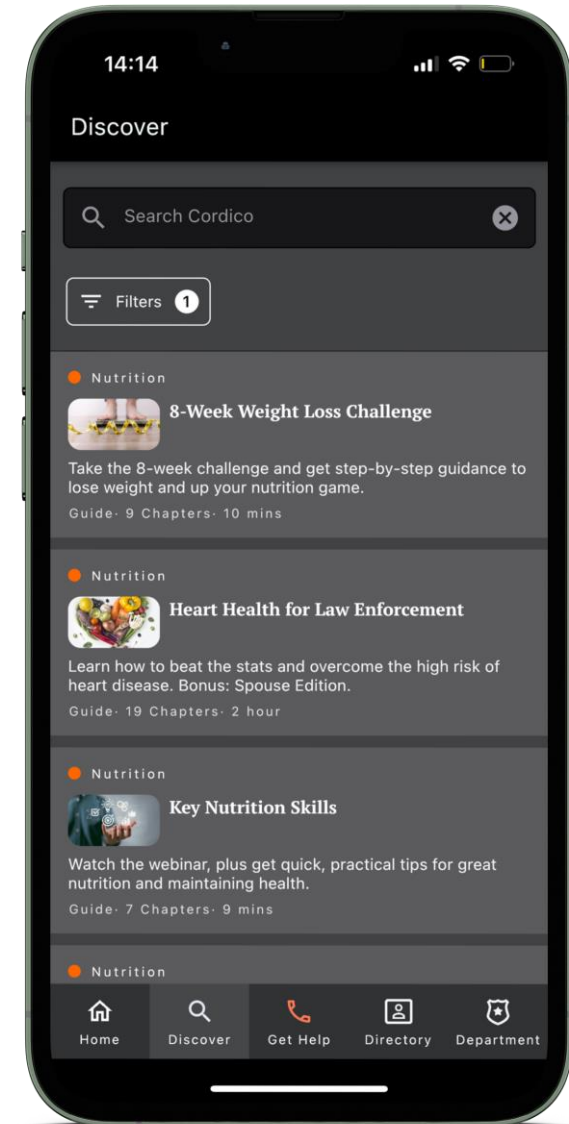 14:14
Discover
Search Cordico
Filters 1
Nutrition
8-Week Weight Loss Challenge
Take the 8-week challenge and get step-by-step guidance to
lose weight and up your nutrition game.
Guide· 9 Chapters· 10 mins
Nutrition
Heart Health for Law Enforcement
Learn how to beat the stats and overcome the high risk of
heart disease. Bonus: Spouse Edition.
Guide· 19 Chapters· 2 hour
Nutrition
Key Nutrition Skills
Watch the webinar, plus get quick, practical tips for great
nutrition and maintaining health.
Guide· 7 Chapters· 9 mins
Nutrition
Home Discover Get Help Directory Department